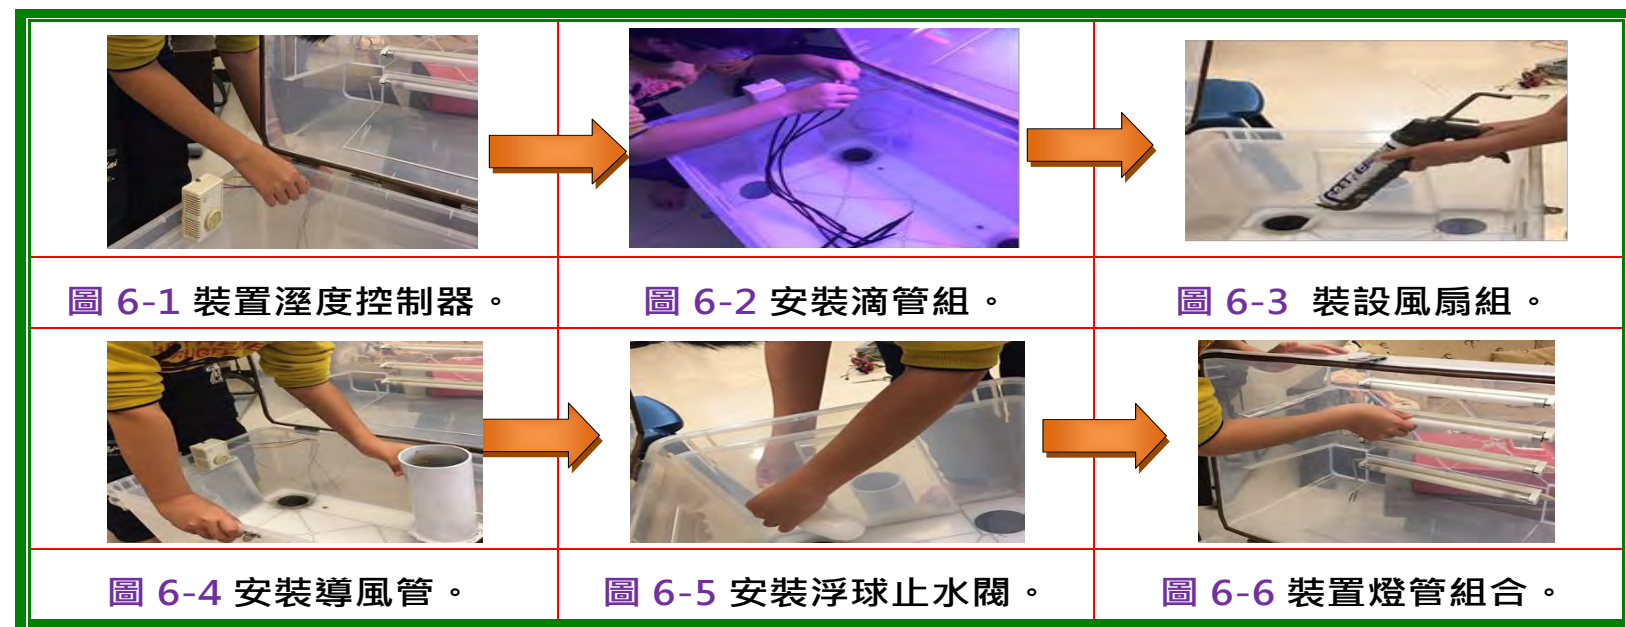 圖 6-1 裝置溼度控制器。
圖 6-2 安裝滴管組。
圖 6-3 裝設風扇組。
圖 6-4 安裝導風管。
圖 6-5 安裝浮球止水閥。
圖 6-6 裝置燈管組合。